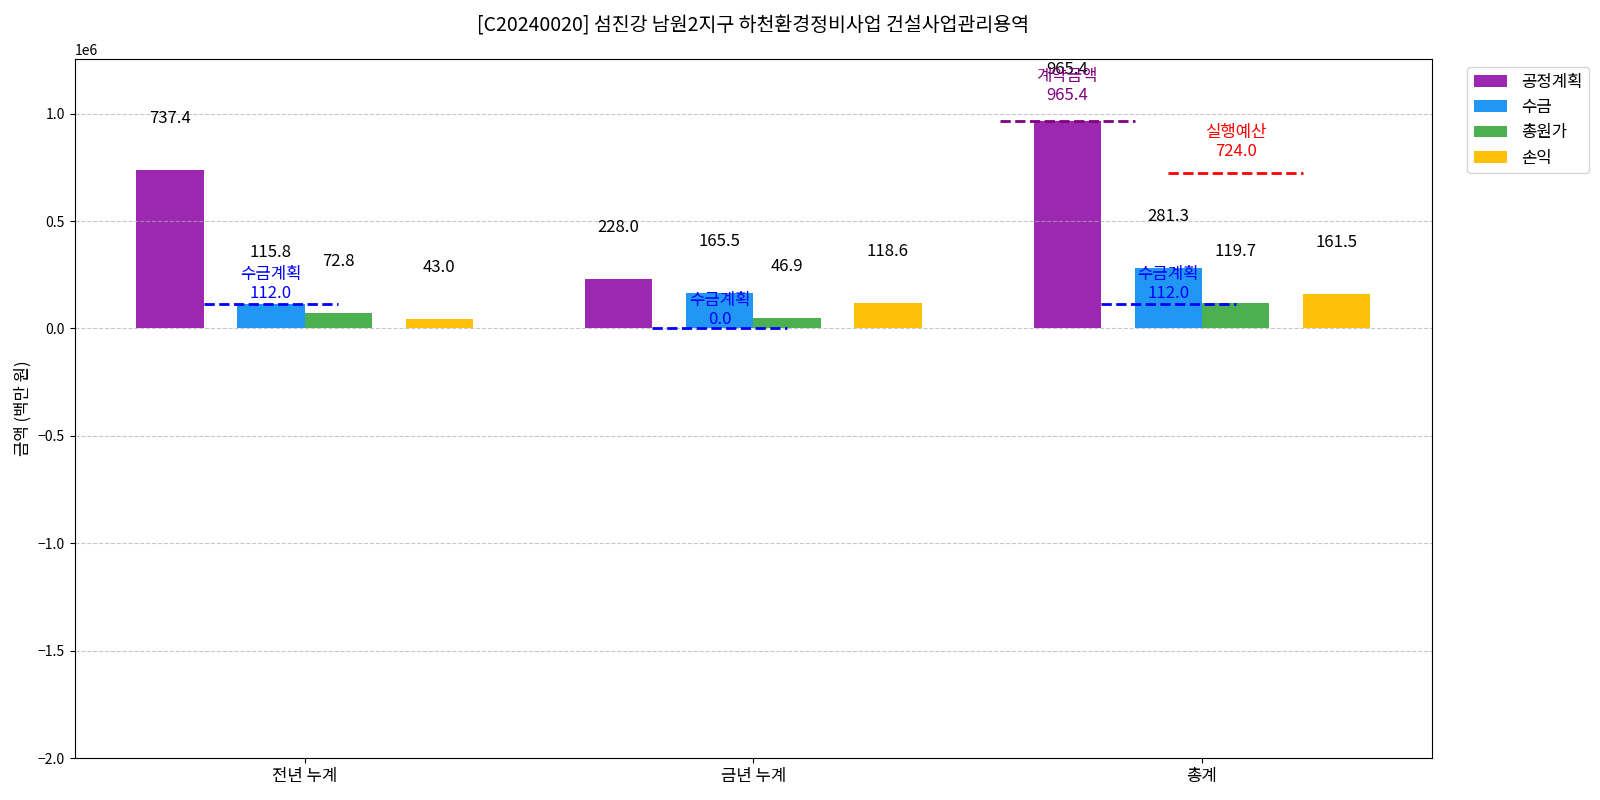 [C20240020] 섬진강 남원2지구 하천환경정비사업 건설사업관리용역
1e6
1.0
0.5
0.0
−0.5
−1.0
−1.5
−2.0
금액 (백만 원)
737.4
115.8
수금계획
112.0
72.8
43.0
228.0
165.5
수금계획
0.0
46.9
118.6
965.4
계약금액
965.4
실행예산
724.0
281.3
수금계획
112.0
119.7
161.5
전년 누계
금년 누계
총계
공정계획
수금
총원가
손익